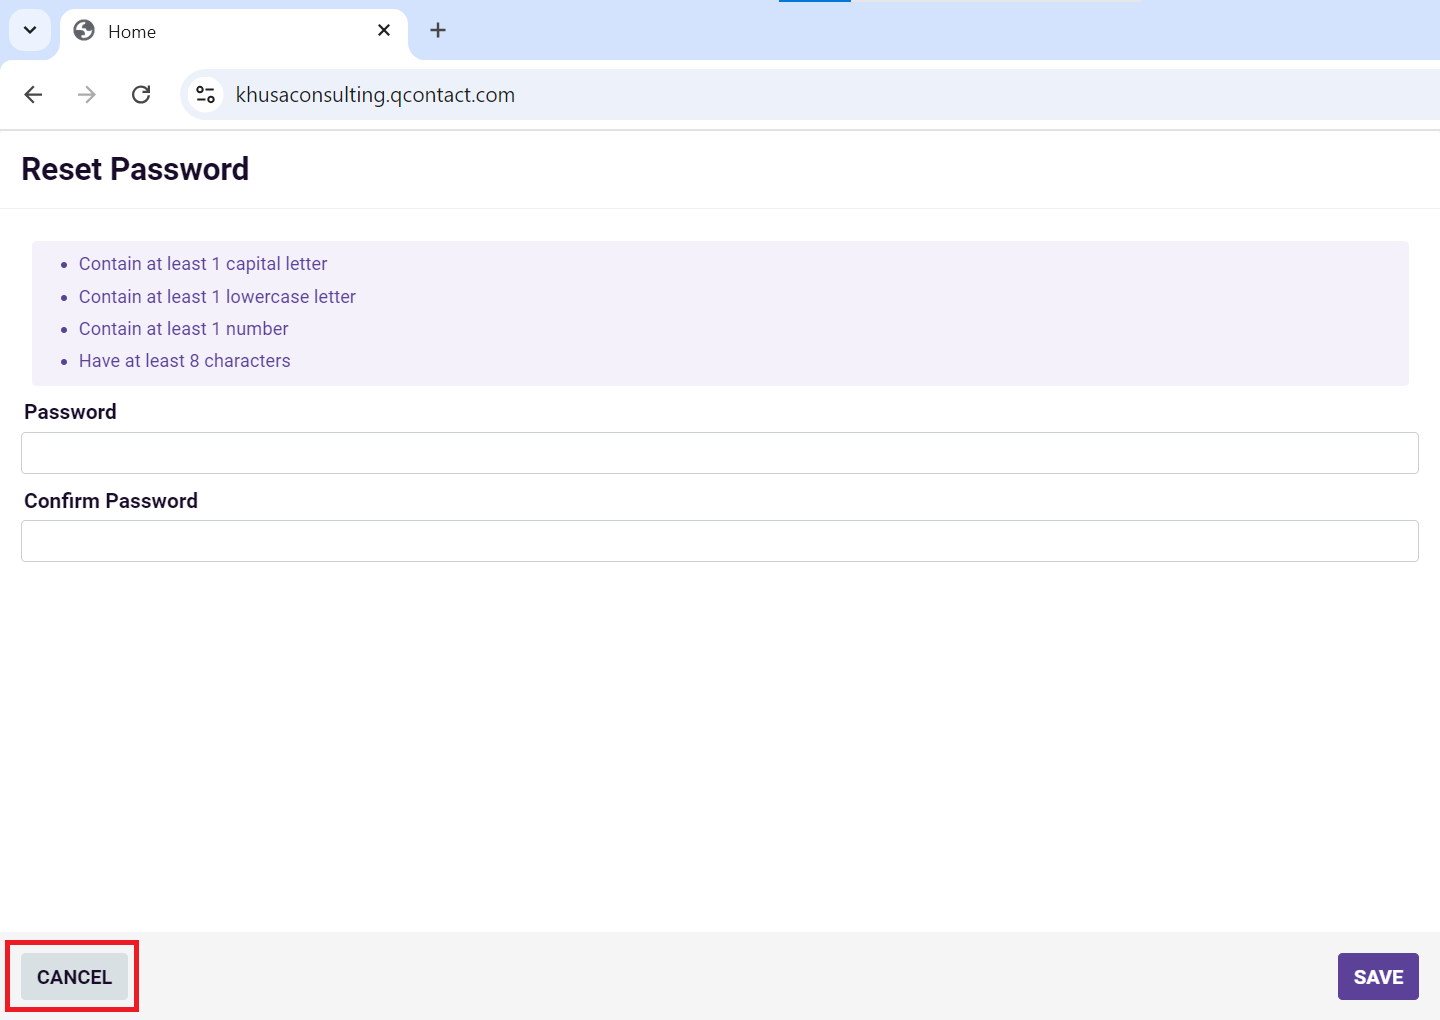 Home
khusaconsulting.qcontact.com
Reset Password
Contain at least 1 capital letter
Contain at least 1 lowercase letter
Contain at least 1 number
Have at least 8 characters
Password
Confirm Password
CANCEL
SAVE